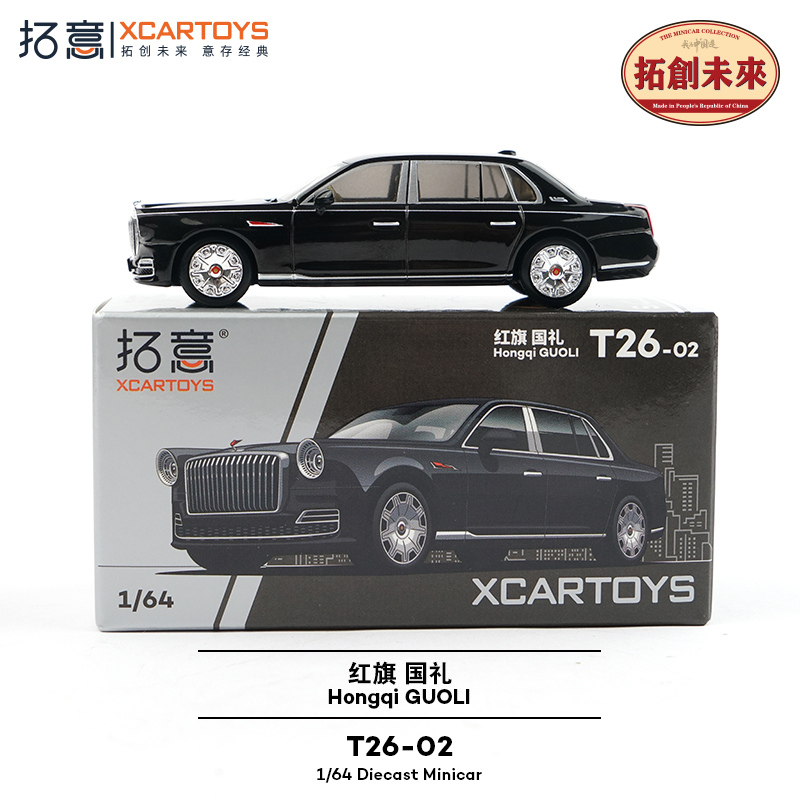 拓意 XCARTOYS
拓创未来 意存经典
THE MINICAR COLLECTION
拓創未來
Made in People's Republic of China
拓意®
XCARTOYS
红旗 国礼
Hongqi GUOLI
T26-02
1/64
XCARTOYS
红旗 国礼
Hongqi GUOLI
T26-02
1/64 Diecast Minicar